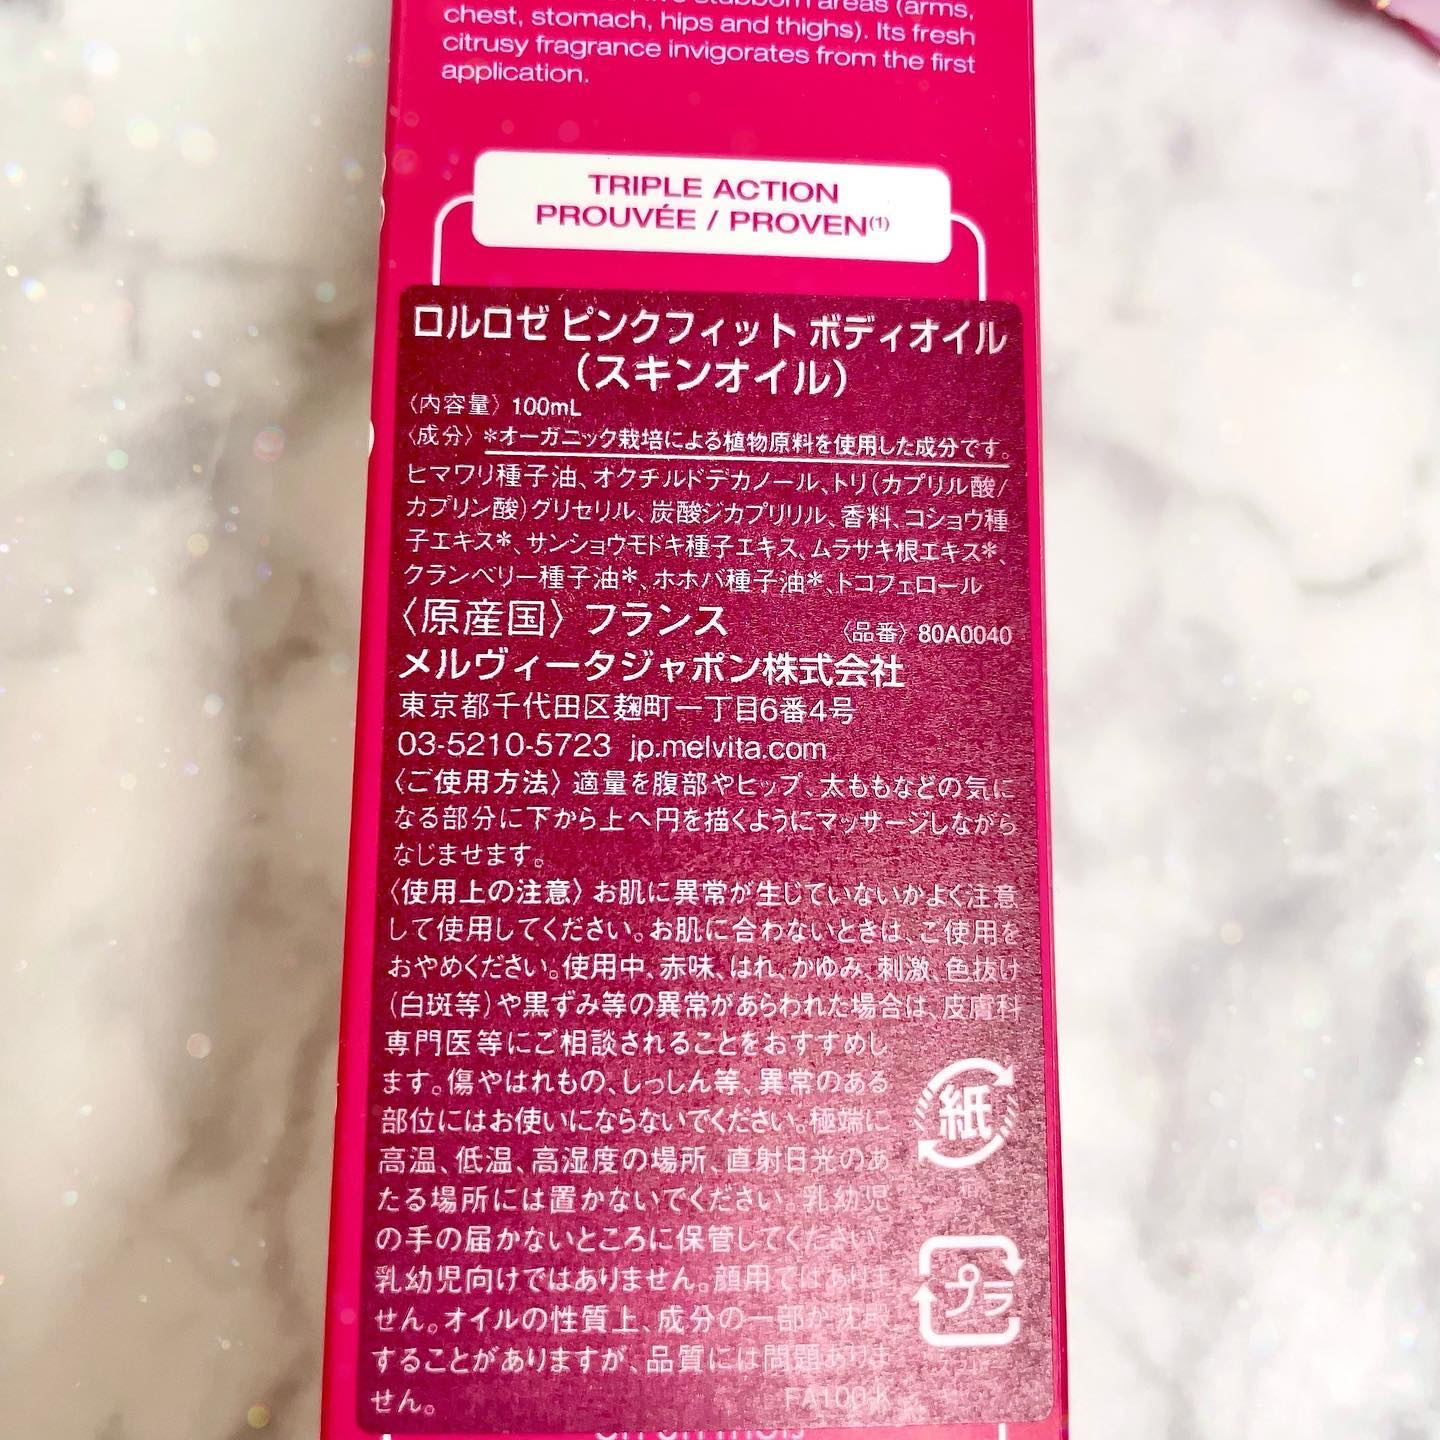 stubborn areas (arms,
chest, stomach, hips and thighs). Its fresh
citrusy fragrance invigorates from the first
application.
TRIPLE ACTION
PROUVÉE / PROVEN(1)
ロルロゼ ピンクフィット ボディオイル
（スキンオイル）
〈内容量〉 100mL
〈成分〉 *オーガニック栽培による植物原料を使用した成分です。
ヒマワリ種子油、オクチルドデカノール、トリ(カプリル酸/
カプリン酸)グリセリル、炭酸ジカプリリル、香料、コショウ種
子エキス*、サンショウモドキ種子エキス、ムラサキ根エキス*、
クランベリー種子油*、ホホバ種子油*、トコフェロール
〈原産国〉 フランス 〈品番〉 80A0040
メルヴィータジャポン株式会社
東京都千代田区麹町一丁目6番4号
03-5210-5723 jp.melvita.com
〈ご使用方法〉 適量を腹部やヒップ、太ももなどの気に
なる部分に下から上へ円を描くようにマッサージしながら
なじませます。
〈使用上の注意〉 お肌に異常が生じていないかよく注意
して使用してください。お肌に合わないときは、ご使用を
おやめください。使用中、赤味、はれ、かゆみ、刺激、色抜け
(白斑等)や黒ずみ等の異常があらわれた場合は、皮膚科
専門医等にご相談されることをおすすめし
ます。傷やはれもの、しっしん等、異常のある
部位にはお使いにならないでください。極端に
高温、低温、高湿度の場所、直射日光のあ
たる場所には置かないでください。乳幼児
の手の届かないところに保管してください。
乳幼児向けではありません。顔用ではありま
せん。オイルの性質上、成分の一部が沈殿
することがありますが、品質には問題ありま
せん。 FA100-K
紙
プラ